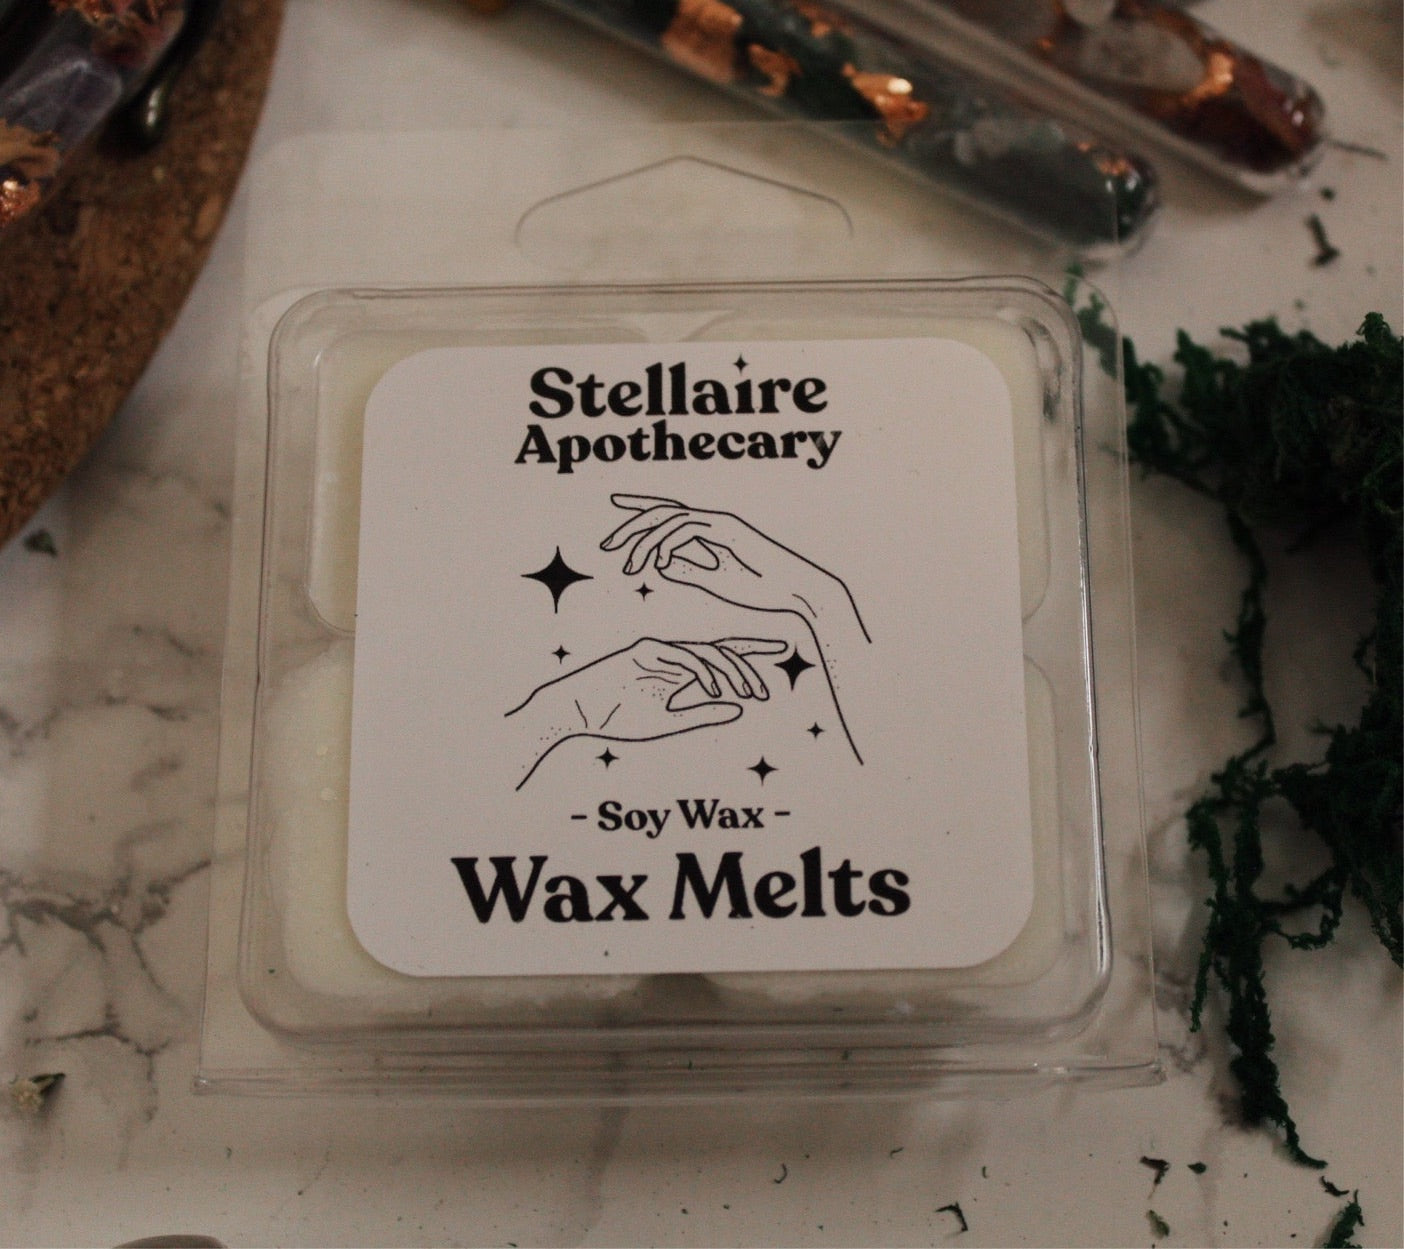 Stellaire
Apothecary
- Soy Wax -
Wax Melts